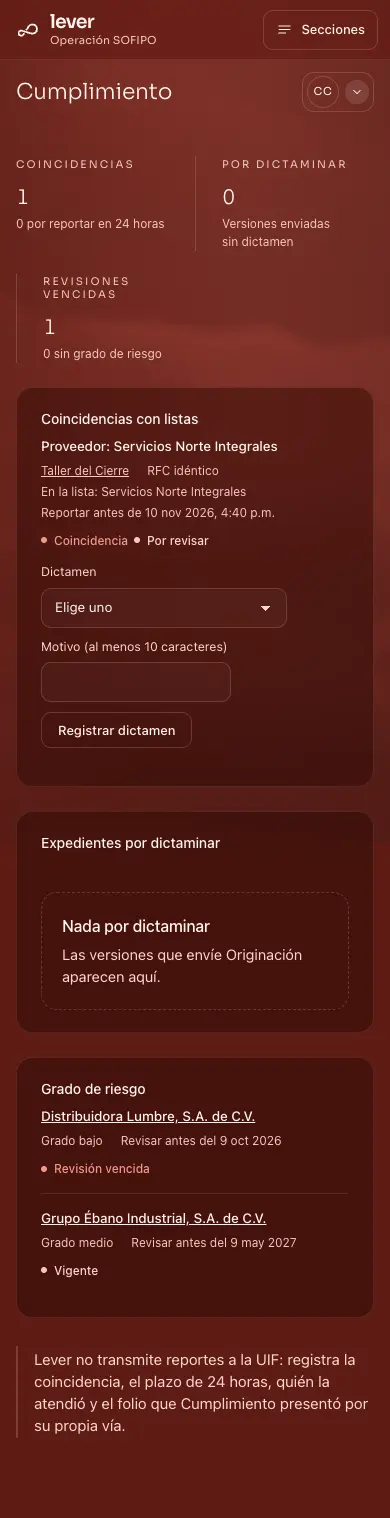 lever
Operación SOFIPO
Secciones
Cumplimiento
CC
COINCIDENCIAS
1
0 por reportar en 24 horas
POR DICTAMINAR
0
Versiones enviadas
sin dictamen
REVISIONES
VENCIDAS
1
0 sin grado de riesgo
Coincidencias con listas
Proveedor: Servicios Norte Integrales
Taller del Cierre RFC idéntico
En la lista: Servicios Norte Integrales
Reportar antes de 10 nov 2026, 4:40 p.m.
Coincidencia Por revisar
Dictamen
Elige uno
Motivo (al menos 10 caracteres)
Registrar dictamen
Expedientes por dictaminar
Nada por dictaminar
Las versiones que envíe Originación
aparecen aquí.
Grado de riesgo
Distribuidora Lumbre, S.A. de C.V.
Grado bajo Revisar antes del 9 oct 2026
Revisión vencida
Grupo Ébano Industrial, S.A. de C.V.
Grado medio Revisar antes del 9 may 2027
Vigente
Lever no transmite reportes a la UIF: registra la
coincidencia, el plazo de 24 horas, quién la
atendió y el folio que Cumplimiento presentó por
su propia vía.